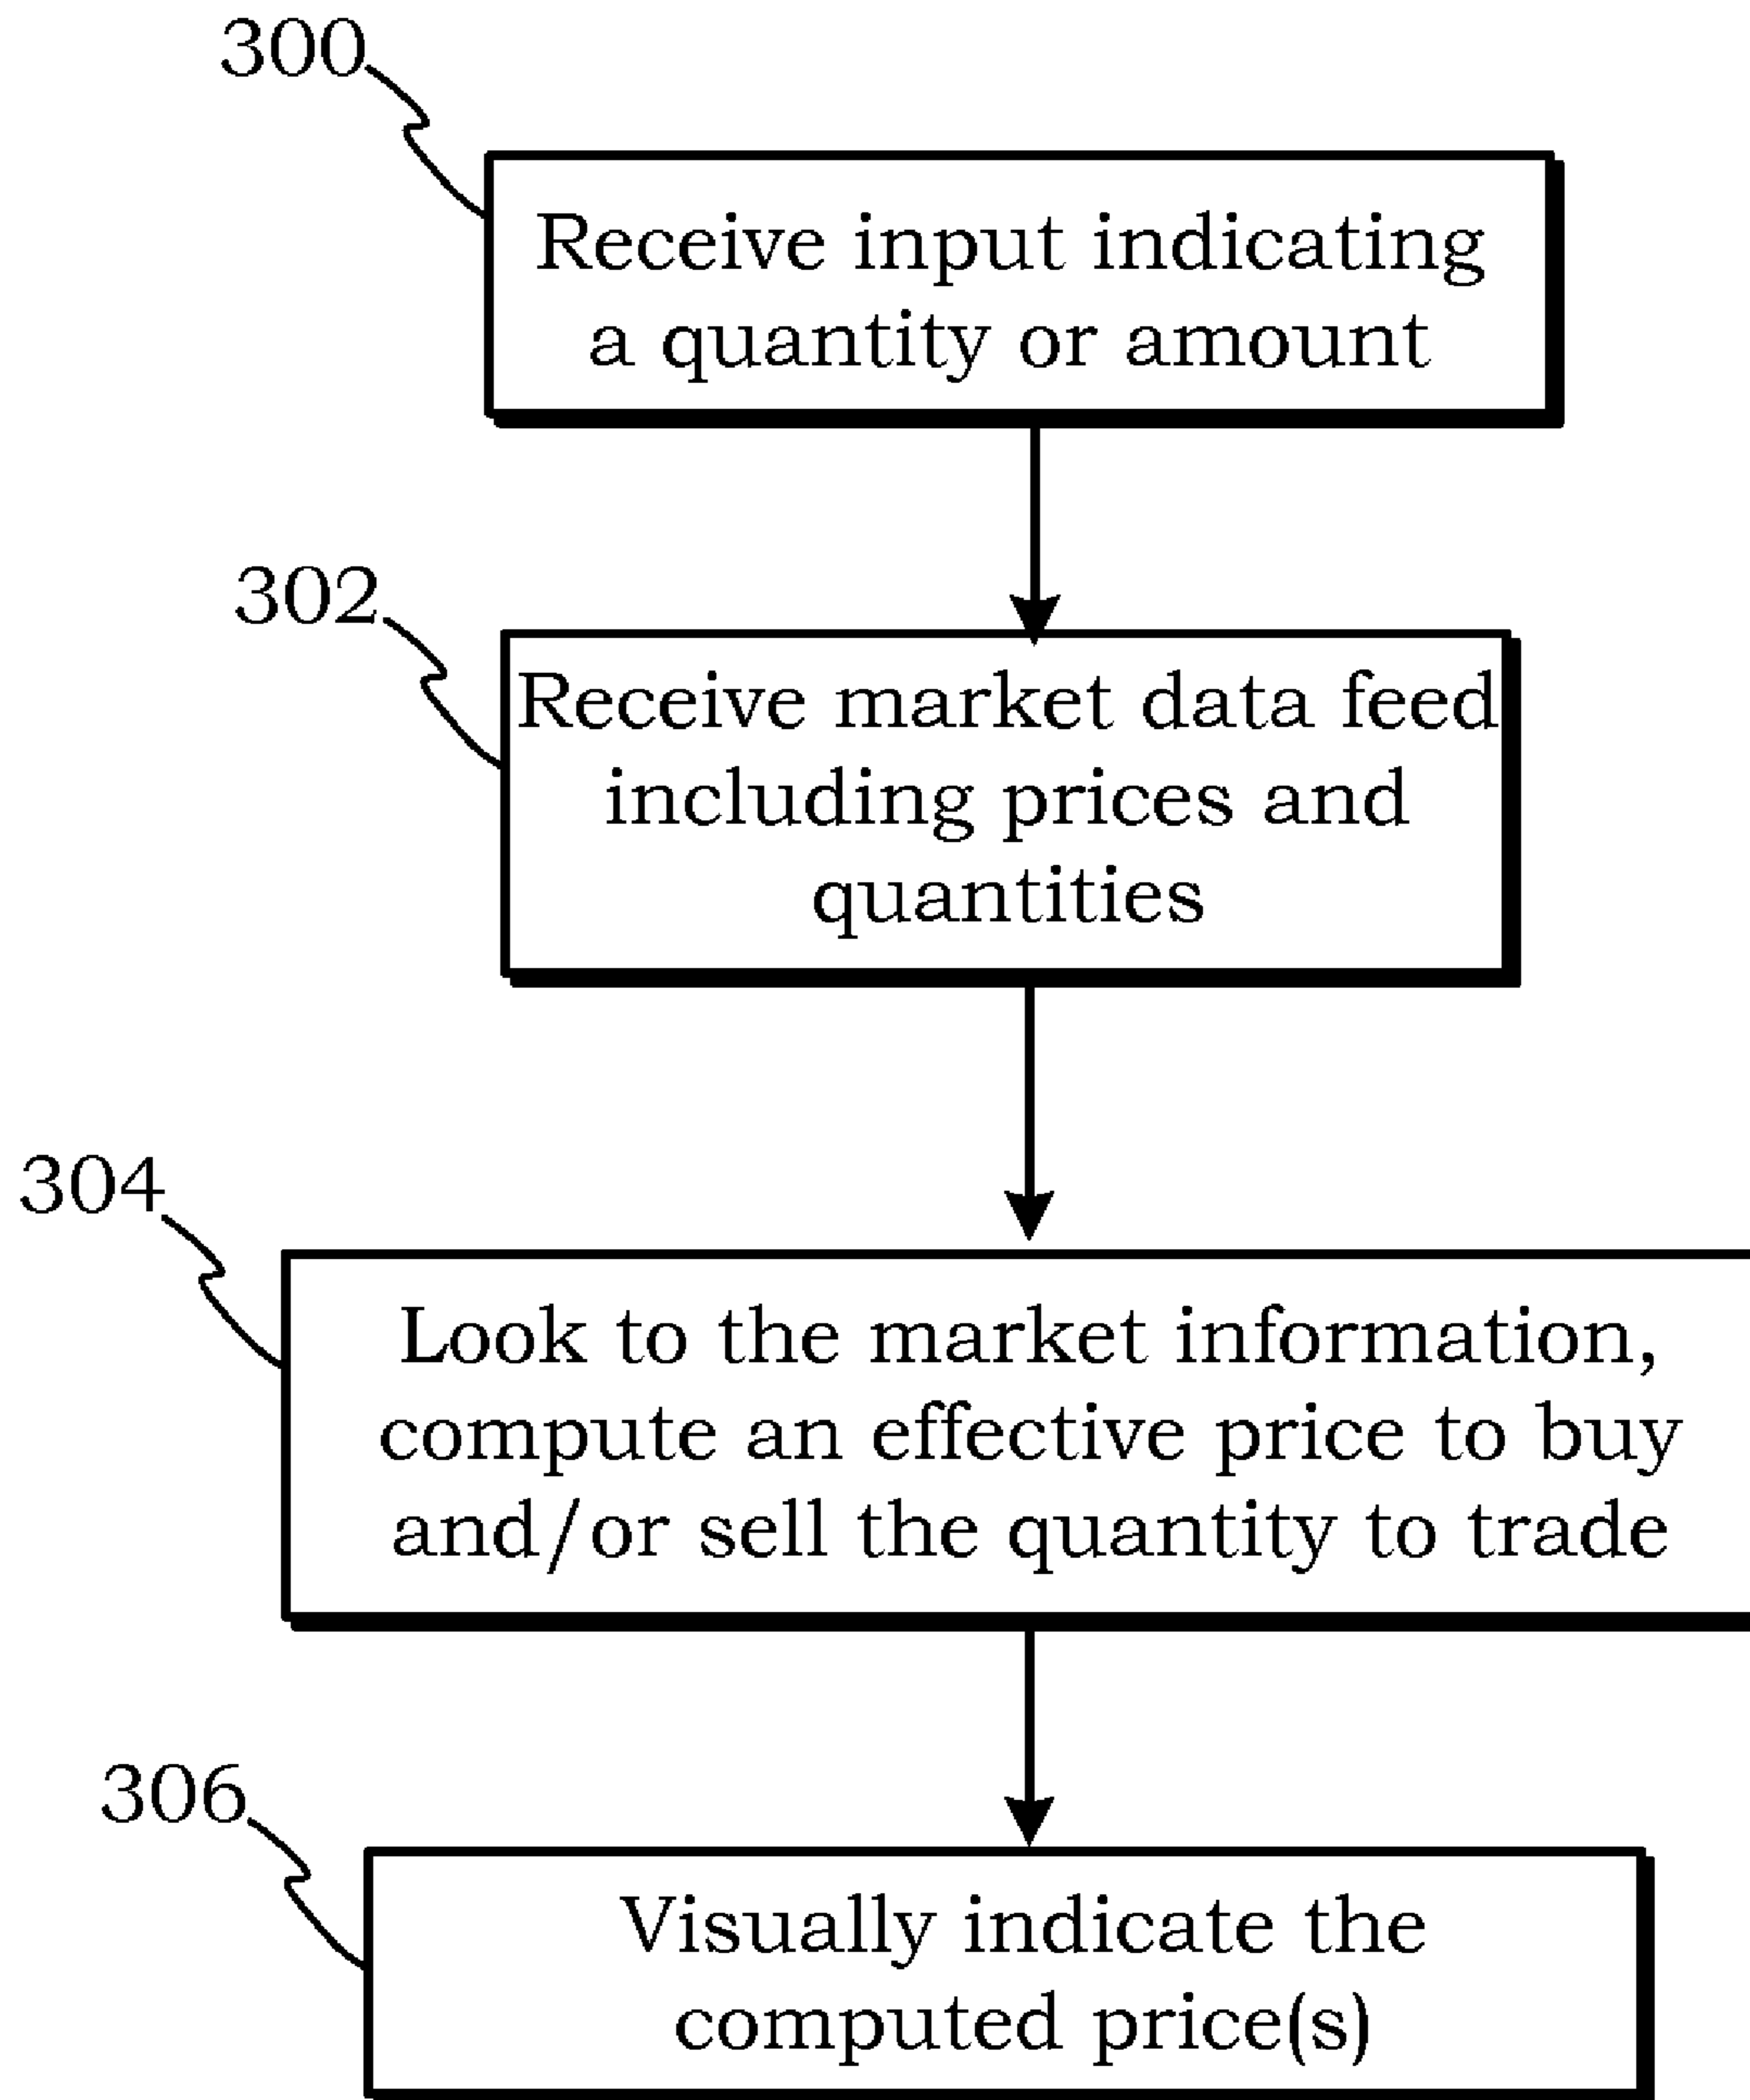 300
Receive input indicating
a quantity or amount
302
Receive market data feed
including prices and
quantities
304
Look to the market information,
compute an effective price to buy
and/or sell the quantity to trade
306
Visually indicate the
computed price(s)